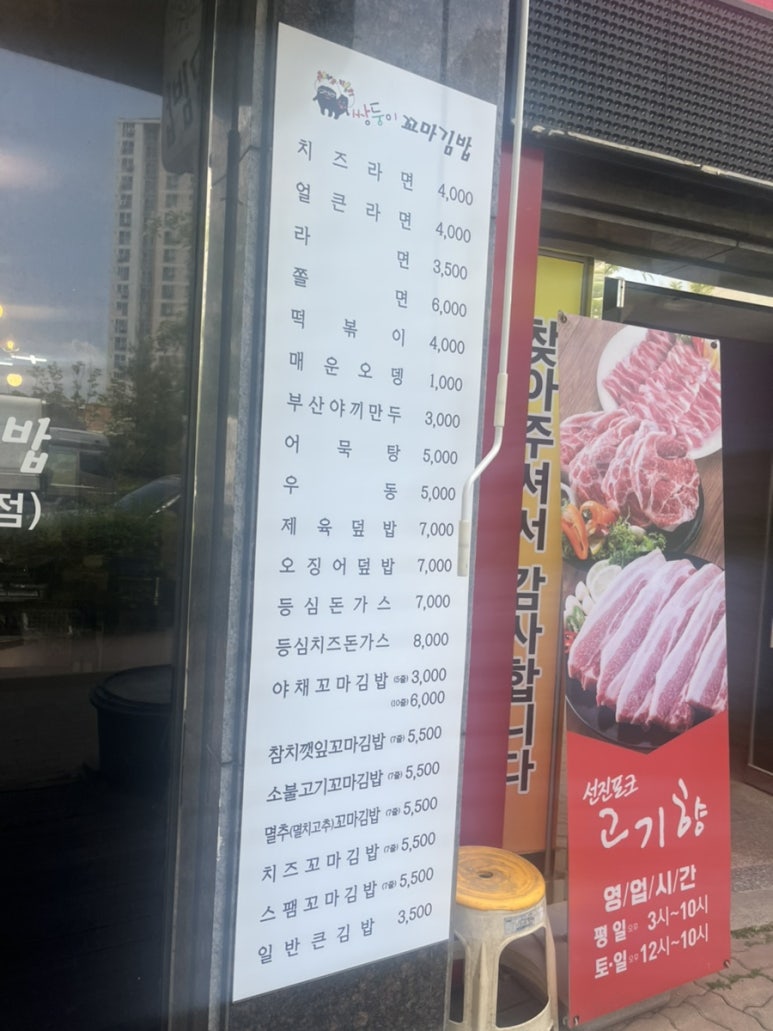 쌍둥이 꼬마김밥
치즈라면 4,000
얼큰라면 4,000
라면 3,500
쫄면 6,000
떡볶이 4,000
매운오뎅 1,000
부산야끼만두 3,000
어묵탕 5,000
우동 5,000
제육덮밥 7,000
오징어덮밥 7,000
등심돈가스 7,000
등심치즈돈가스 8,000
야채꼬마김밥 (5줄) 3,000
(10줄) 6,000
참치깻잎꼬마김밥 (7줄) 5,500
소불고기꼬마김밥 (7줄) 5,500
멸추(멸치고추)꼬마김밥 (7줄) 5,500
치즈꼬마김밥 (7줄) 5,500
스팸꼬마김밥 (7줄) 5,500
일반큰김밥 3,500
밥
점)
찾아주셔서 감사합니다
선진포크
고기향
영/업/시/간
평일 오후 3시~10시
토·일 오후 12시~10시